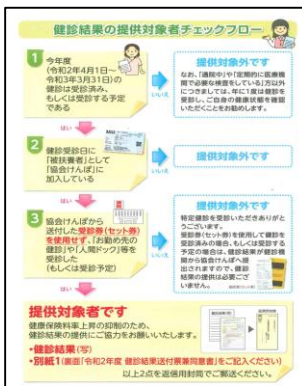 健診結果の提供対象者チェックフロー
1
今年度
(令和2年4月1日～
令和3年3月31日)の
健診は受診済み、
もしくは受診する予定
である
いいえ
提供対象外です
なお、「通院中」や「定期的に医療機
関で必要な検査をしている」方以外
につきましては、年に1度は健診を
受診し、ご自身の健康状態を確認
いただくことをお勧めします。
はい
2
健診受診日に
「被扶養者」として
「協会けんぽ」に
加入している
いいえ
提供対象外です
はい
3
協会けんぽから
送付した受診券(セット券)
を使用せず、「お勤め先の
健診」や「人間ドック」等を
受診した
(もしくは受診予定)
いいえ
提供対象外です
特定健診を受診いただきありがと
うございます。
受診券(セット券)を使用して健診を
受診済みの場合、もしくは受診する
予定の場合は、健診結果が健診機
関から協会けんぽへ提
出されますので、健診
結果の提供は必要ござ
いません。
はい
提供対象者です
健康保険料率上昇の抑制のため、
健診結果の提供にご協力をお願いいたします。
・健診結果(写)
・別紙1(裏面「令和2年度 健診結果送付票兼同意書」をご記入ください)
以上2点を返信用封筒でご郵送ください。